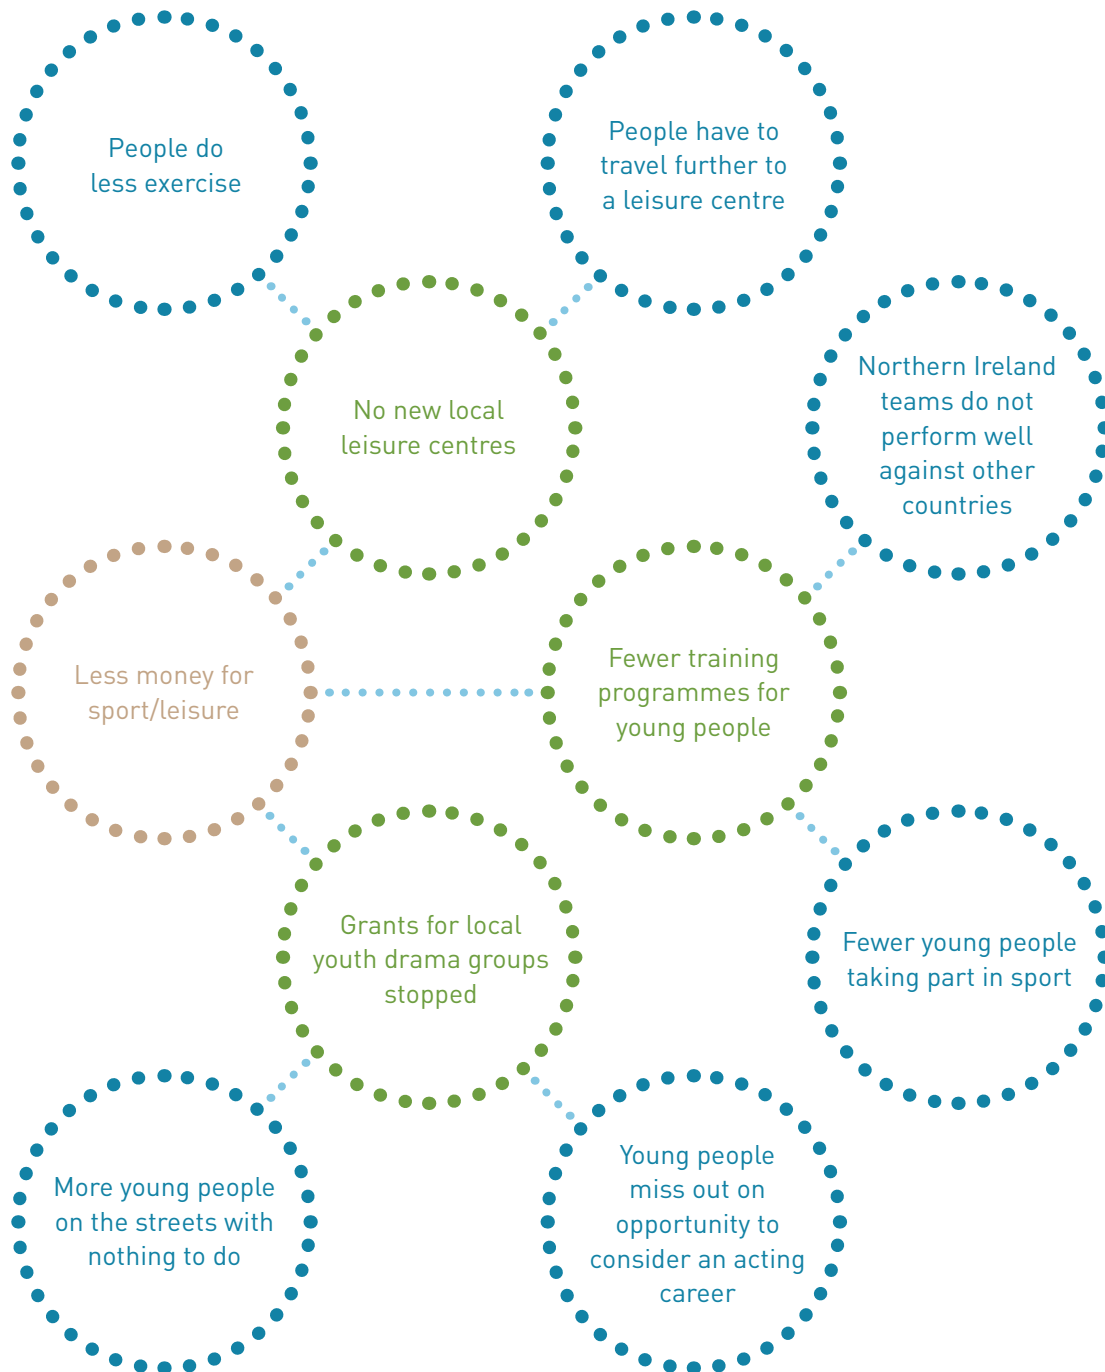 People do
less exercise
People have to
travel further to
a leisure centre
No new local
leisure centres
Northern Ireland
teams do not
perform well
against other
countries
Less money for
sport/leisure
Fewer training
programmes for
young people
Grants for local
youth drama groups
stopped
Fewer young people
taking part in sport
More young people
on the streets with
nothing to do
Young people
miss out on
opportunity to
consider an acting
career